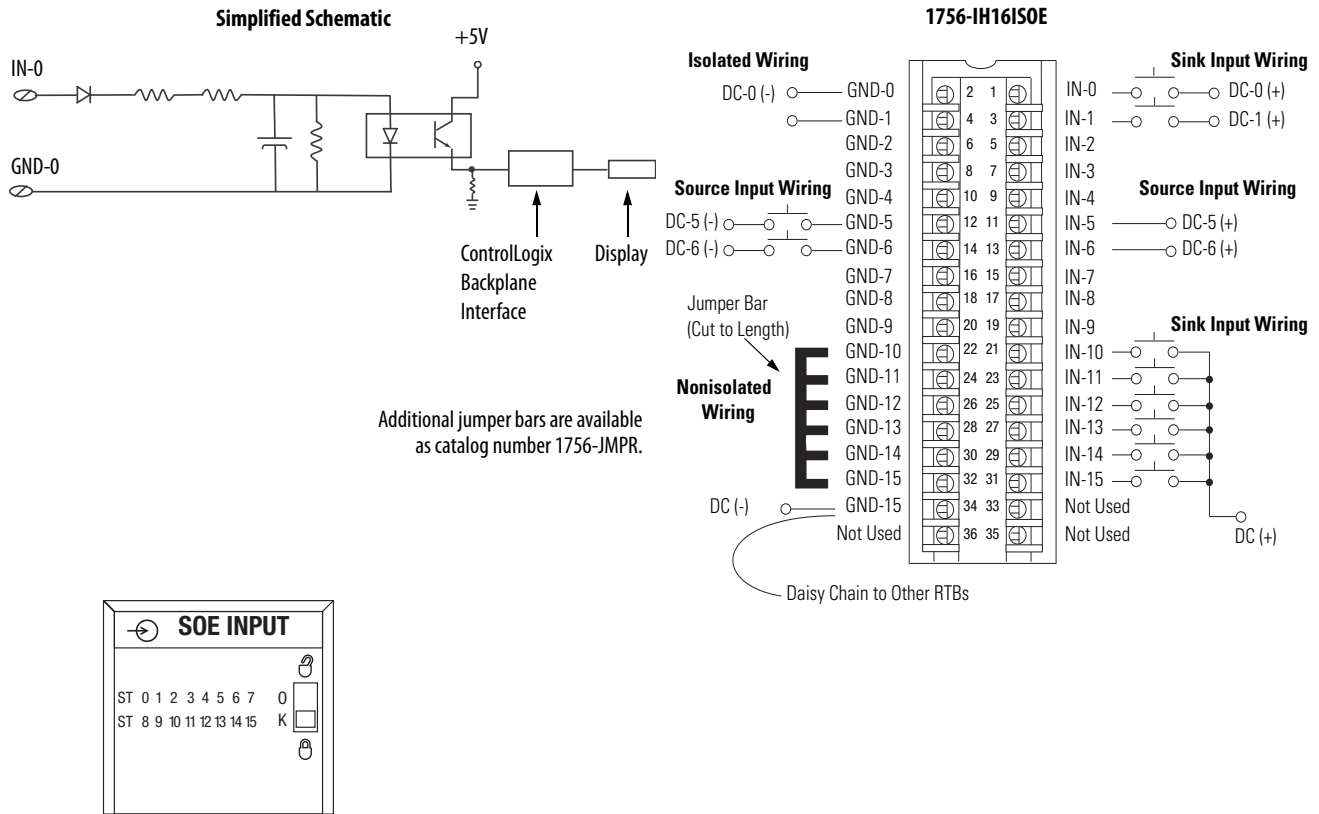 Simplified Schematic
+5V
IN-0
GND-0
ControlLogix
Backplane
Interface
Display
Additional jumper bars are available
as catalog number 1756-JMPR.
1756-IH16ISOE
Isolated Wiring
Sink Input Wiring
DC-0 (-) GND-0 2 1 IN-0 DC-0 (+)
GND-1 4 3 IN-1 DC-1 (+)
GND-2 6 5 IN-2
GND-3 8 7 IN-3
Source Input Wiring
Source Input Wiring
GND-4 10 9 IN-4
DC-5 (-) GND-5 12 11 IN-5 DC-5 (+)
DC-6 (-) GND-6 14 13 IN-6 DC-6 (+)
GND-7 16 15 IN-7
GND-8 18 17 IN-8
Jumper Bar
(Cut to Length)
GND-9 20 19 IN-9
Sink Input Wiring
GND-10 22 21 IN-10
GND-11 24 23 IN-11
Nonisolated
Wiring
GND-12 26 25 IN-12
GND-13 28 27 IN-13
GND-14 30 29 IN-14
GND-15 32 31 IN-15
DC (-) GND-15 34 33 Not Used
Not Used 36 35 Not Used
DC (+)
Daisy Chain to Other RTBs
SOE INPUT
ST 0 1 2 3 4 5 6 7 O
ST 8 9 10 11 12 13 14 15 K